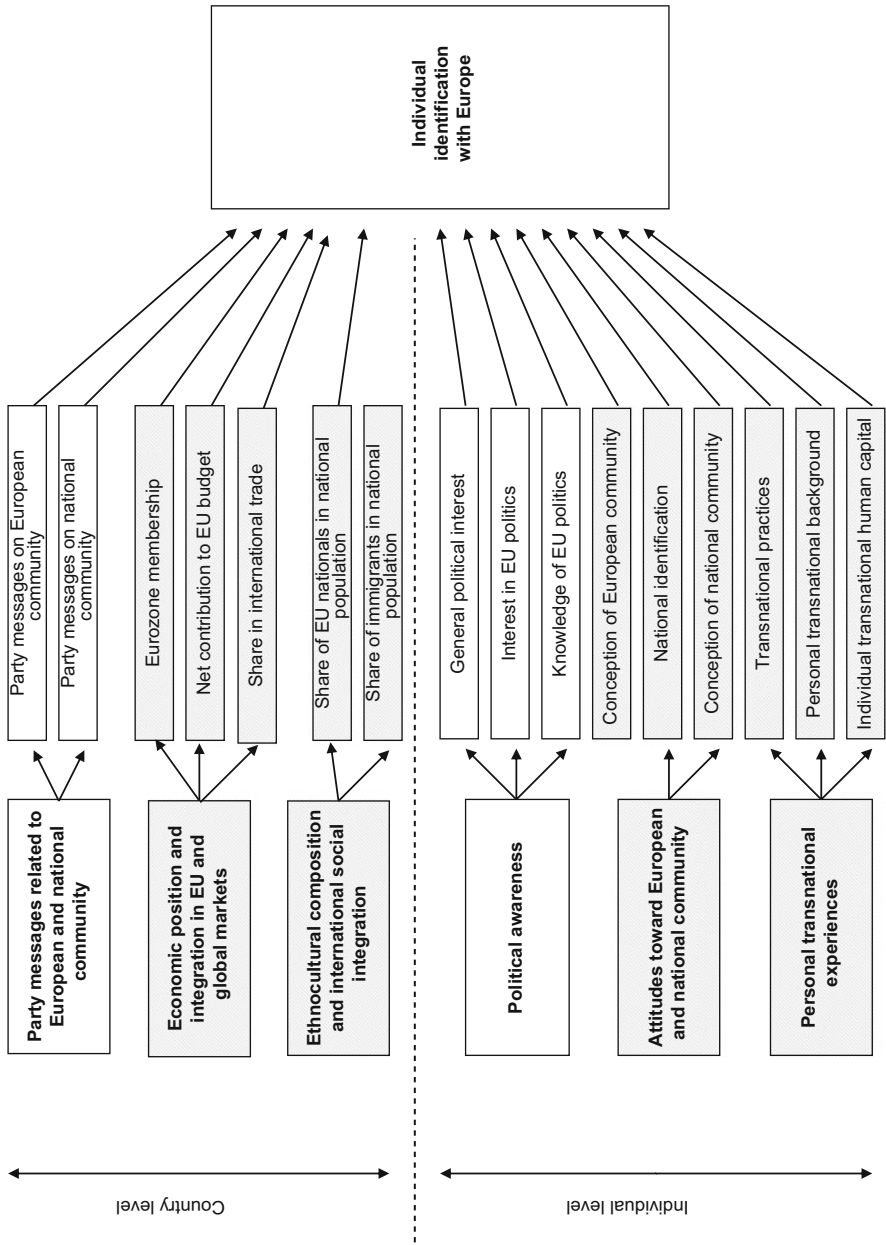 Country level
Party messages related to
European and national
community
Party messages on European
community
Party messages on national
community
Economic position and
integration in EU and
global markets
Eurozone membership
Net contribution to EU budget
Share in international trade
Ethnocultural composition
and international social
integration
Share of EU nationals in national
population
Share of immigrants in national
population
Individual level
Political awareness
General political interest
Interest in EU politics
Knowledge of EU politics
Attitudes toward European
and national community
Conception of European community
National identification
Conception of national community
Personal transnational
experiences
Transnational practices
Personal transnational background
Individual transnational human capital
Individual
identification
with Europe